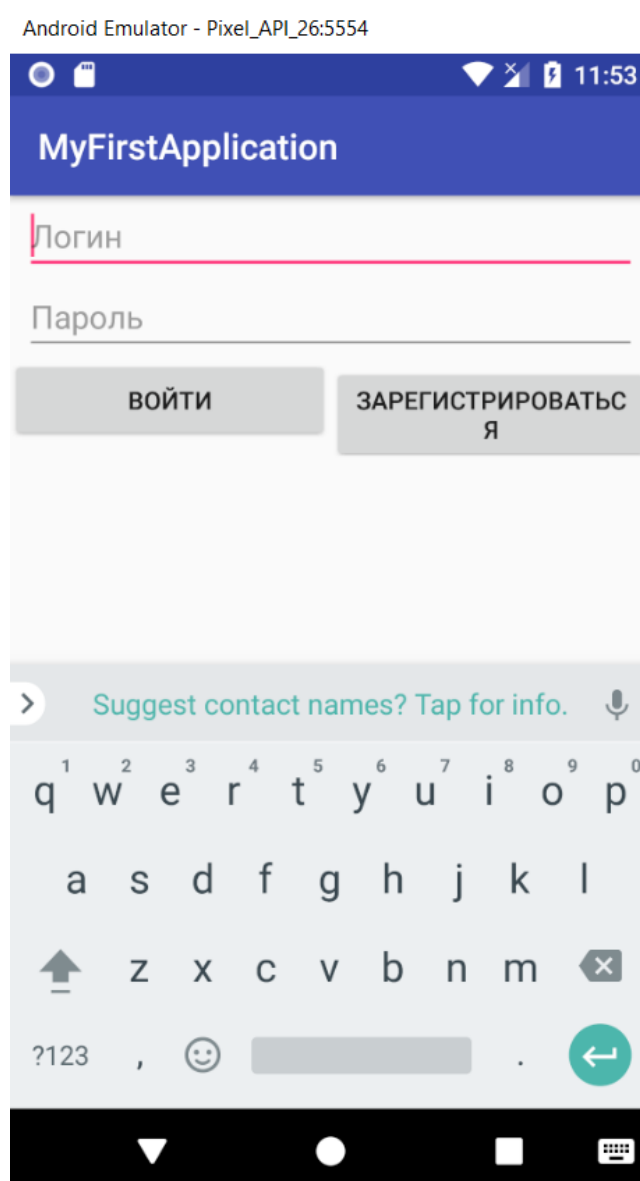 Android Emulator - Pixel_API_26:5554
11:53
MyFirstApplication
Логин
Пароль
ВОЙТИ
ЗАРЕГИСТРИРОВАТЬС
Я
Suggest contact names? Tap for info.
1 2 3 4 5 6 7 8 9 0
q w e r t y u i o p
a s d f g h j k l
z x c v b n m
?123 , .